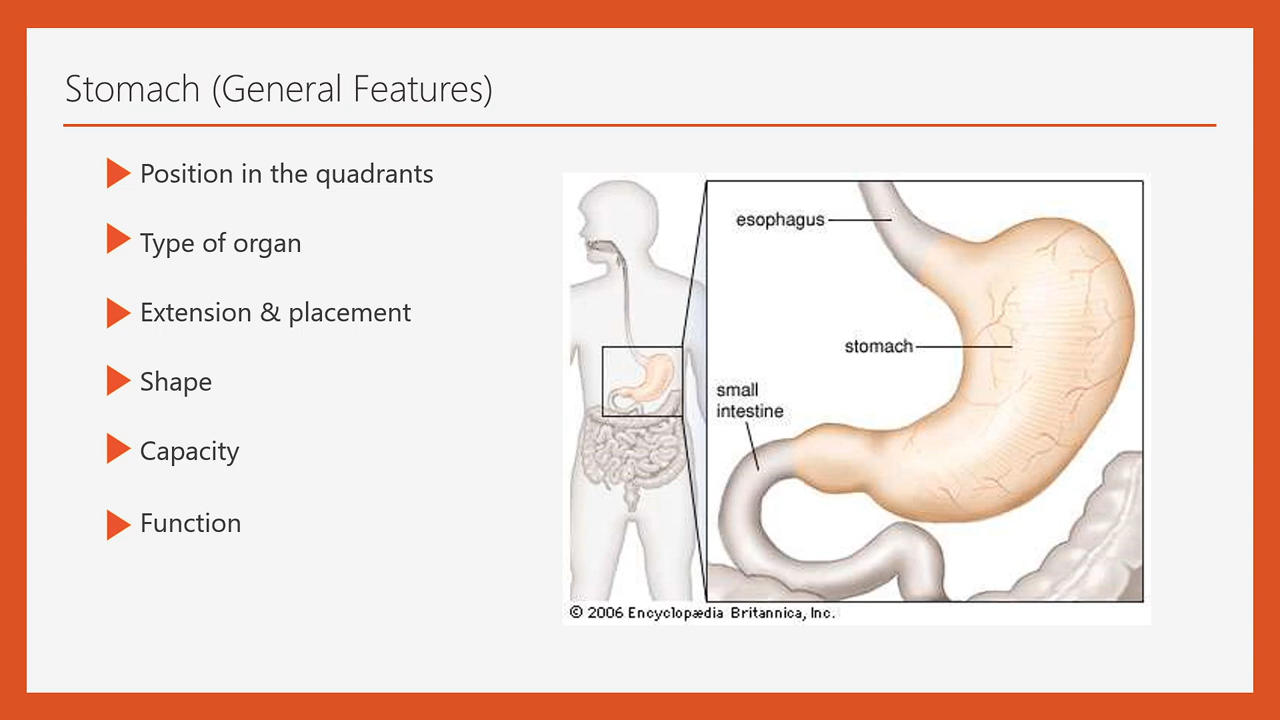 Stomach (General Features)
Position in the quadrants
Type of organ
Extension & placement
Shape
Capacity
Function
esophagus
stomach
small
intestine
© 2006 Encyclopædia Britannica, Inc.